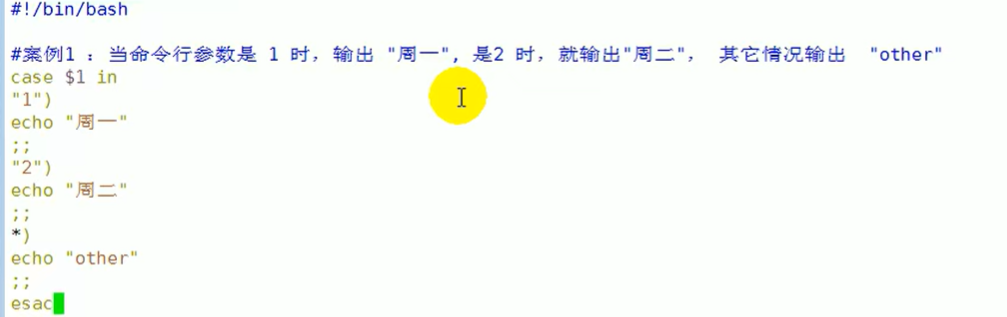 #!/bin/bash
#案例1 ：当命令行参数是 1 时，输出 "周一", 是2 时，就输出"周二"， 其它情况输出 "other"
case $1 in
"1")
echo "周一"
;;
"2")
echo "周二"
;;
*)
echo "other"
;;
esac